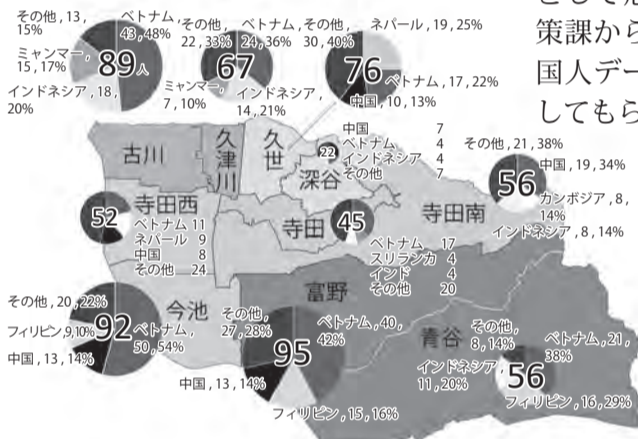 として
策課から
国人デー
してもら
その他 , 13 , 15%
ベトナム , 43 , 48%
ミャンマー , 15 , 17%
インドネシア , 18 , 20%
89人
その他 , 22 , 33%
ベトナム , 24 , 36%
ミャンマー , 7 , 10%
インドネシア , 14 , 21%
67
その他 , 30 , 40%
ネパール , 19 , 25%
ベトナム , 17 , 22%
中国 , 10 , 13%
76
古川
久津川
久世
深谷
22
中国 7
ベトナム 4
インドネシア 4
その他 7
その他 , 21 , 38%
中国 , 19 , 34%
カンボジア , 8 , 14%
インドネシア , 8 , 14%
56
52
寺田西
ベトナム 11
ネパール 9
中国 8
その他 24
寺田
45
ベトナム 17
スリランカ 4
インド 4
その他 20
寺田南
その他 , 20 , 22%
フィリピン , 9 , 10%
中国 , 13 , 14%
ベトナム , 50 , 54%
92
今池
富野
その他 , 27 , 28%
ベトナム , 40 , 42%
中国 , 13 , 14%
フィリピン , 15 , 16%
95
青谷
その他 , 8 , 14%
ベトナム , 21 , 38%
インドネシア , 11 , 20%
フィリピン , 16 , 29%
56